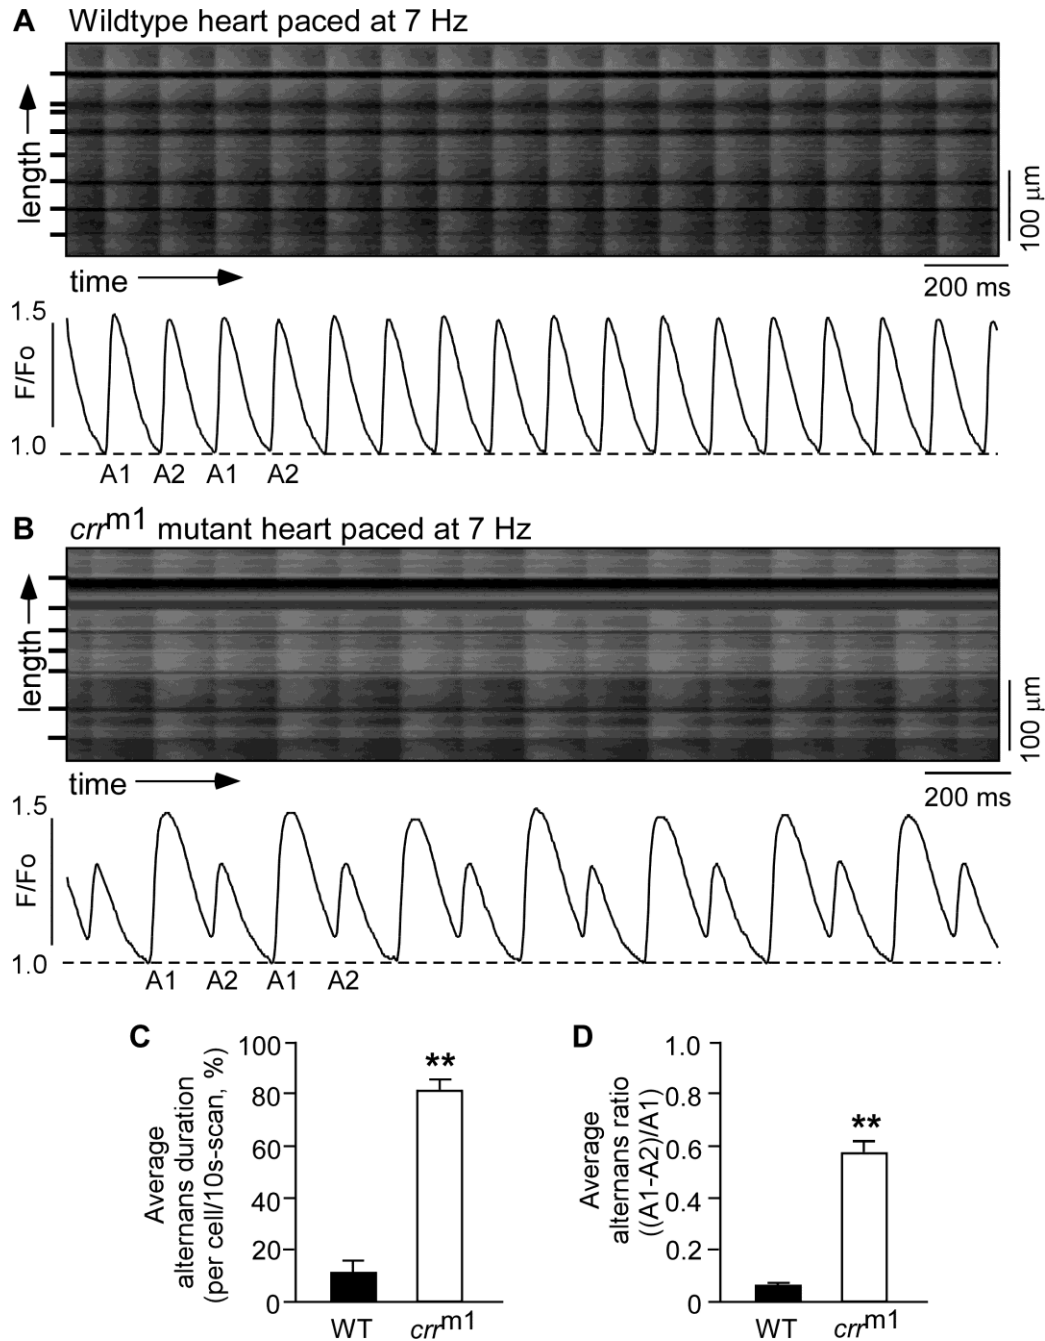 A Wildtype heart paced at 7 Hz
length
100 μm
time
200 ms
1.5
F/Fo
1.0
A1 A2 A1 A2
B crrm1 mutant heart paced at 7 Hz
length
100 μm
time
200 ms
1.5
F/Fo
1.0
A1 A2 A1 A2
C
Average
alternans duration
(per cell/10s-scan, %)
100
80
60
40
20
0
**
WT crrm1
D
Average
alternans ratio
((A1-A2)/A1)
1.0
0.8
0.6
0.4
0.2
0
**
WT crrm1